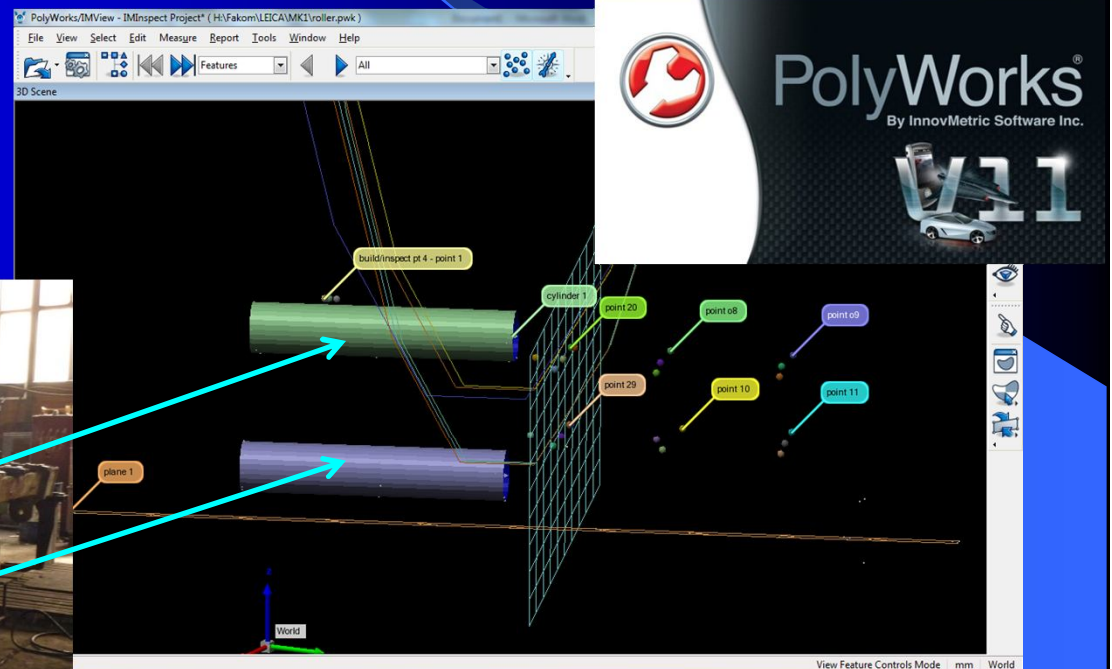 PolyWorks/IMView - IMInspect Project* ( H:\Fakom\LEICA\MK1\roller.pwk )
File View Select Edit Measure Report Tools Window Help
Features
All
3D Scene
PolyWorks®
By InnovMetric Software Inc.
V11
build/inspect pt 4 - point 1
cylinder 1
point 20
point o8
point o9
point 29
point 10
point 11
plane 1
z
World
View Feature Controls Mode mm World